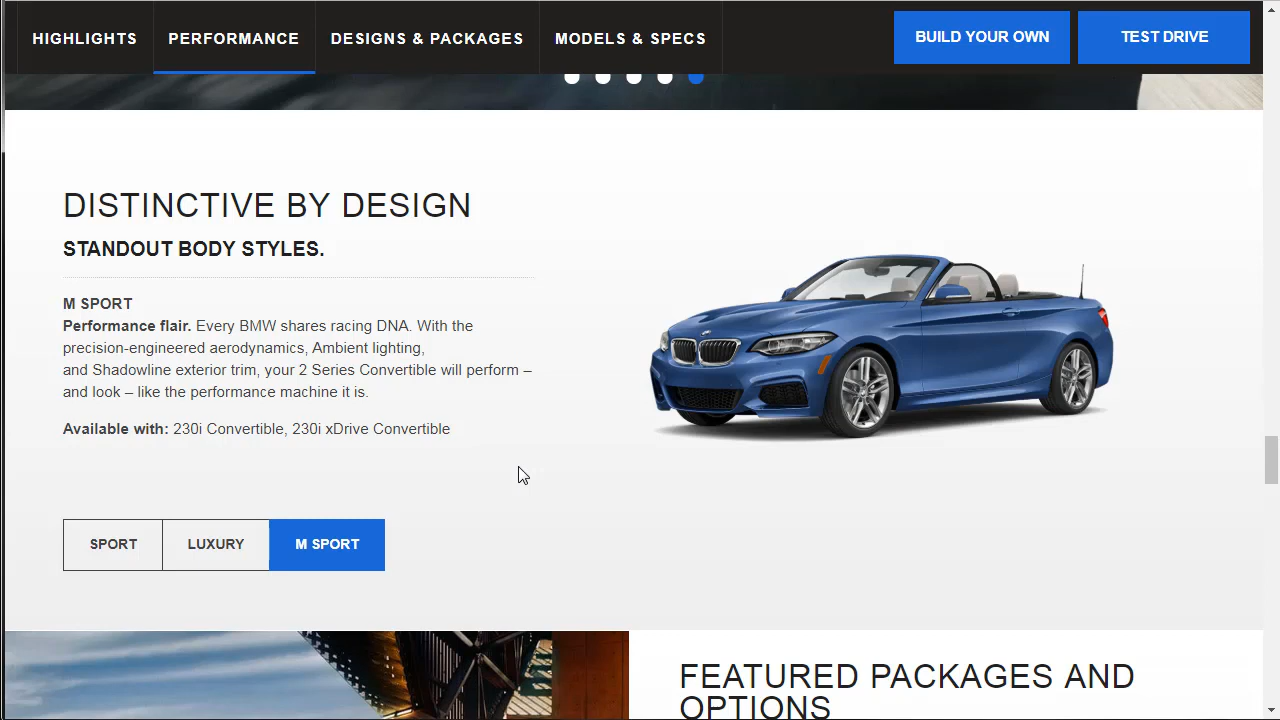 HIGHLIGHTS
PERFORMANCE
DESIGNS & PACKAGES
MODELS & SPECS
BUILD YOUR OWN
TEST DRIVE
DISTINCTIVE BY DESIGN
STANDOUT BODY STYLES.
M SPORT
Performance flair. Every BMW shares racing DNA. With the
precision-engineered aerodynamics, Ambient lighting,
and Shadowline exterior trim, your 2 Series Convertible will perform –
and look – like the performance machine it is.
Available with: 230i Convertible, 230i xDrive Convertible
SPORT
LUXURY
M SPORT
FEATURED PACKAGES AND
OPTIONS